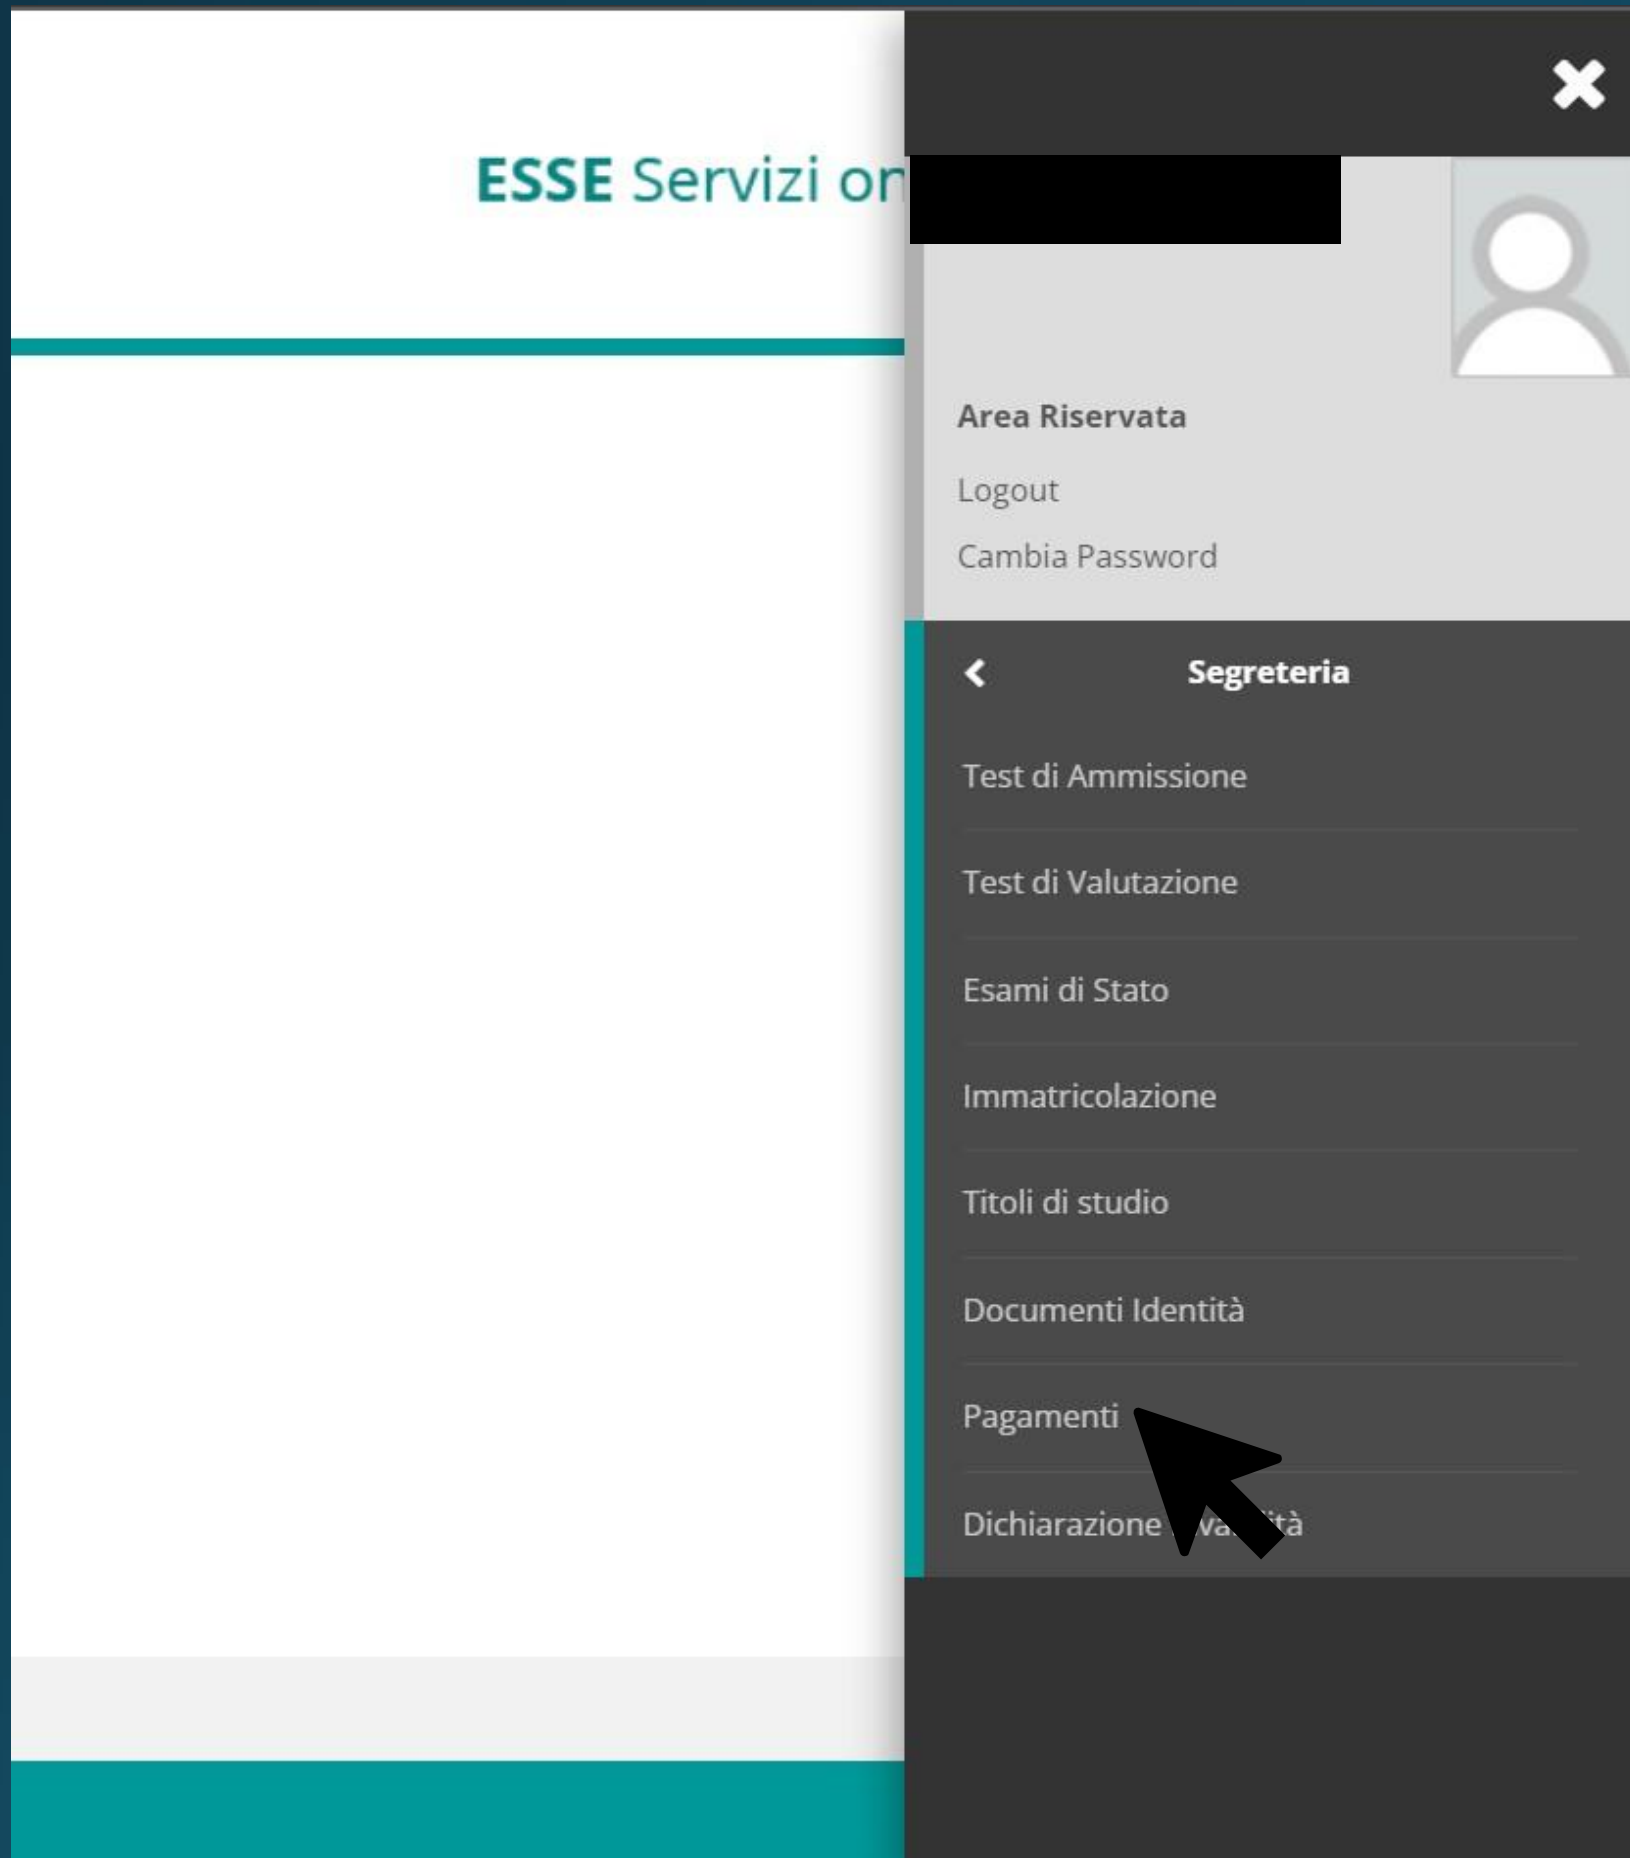 ESSE Servizi
Area Riservata
Logout
Cambia Password
Segreteria
Test di Ammissione
Test di Valutazione
Esami di Stato
Immatricolazione
Titoli di studio
Documenti Identità
Pagamenti
Dichiarazione